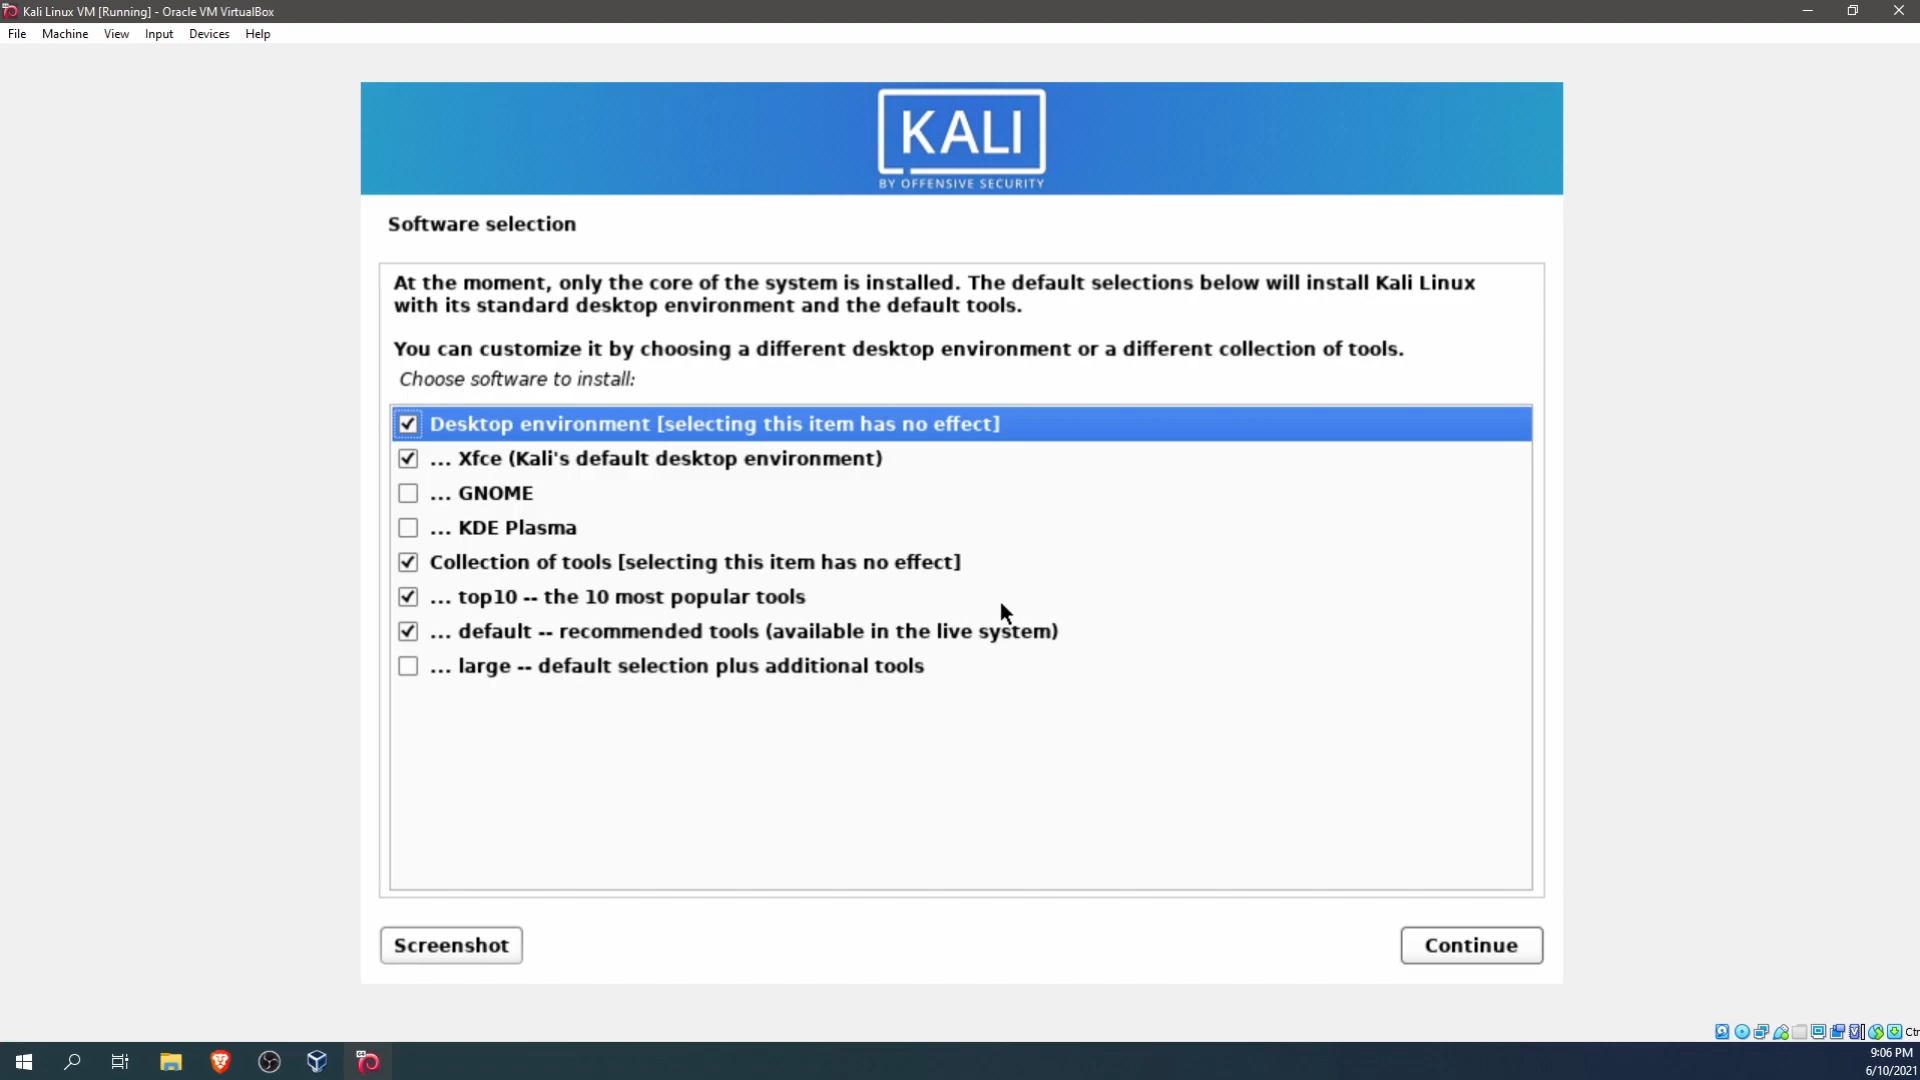 Kali Linux VM [Running] - Oracle VM VirtualBox
File Machine View Input Devices Help
KALI
BY OFFENSIVE SECURITY
Software selection
At the moment, only the core of the system is installed. The default selections below will install Kali Linux
with its standard desktop environment and the default tools.
You can customize it by choosing a different desktop environment or a different collection of tools.
Choose software to install:
Desktop environment [selecting this item has no effect]
... Xfce (Kali's default desktop environment)
... GNOME
... KDE Plasma
Collection of tools [selecting this item has no effect]
... top10 -- the 10 most popular tools
... default -- recommended tools (available in the live system)
... large -- default selection plus additional tools
Screenshot
Continue
Ctr
9:06 PM
6/10/2021